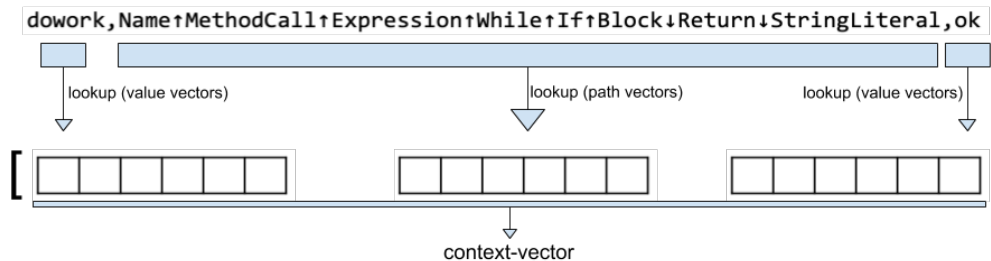 dowork,Name↑MethodCall↑Expression↑While↑If↑Block↓Return↓StringLiteral,ok
lookup (value vectors) lookup (path vectors) lookup (value vectors)
[
context-vector